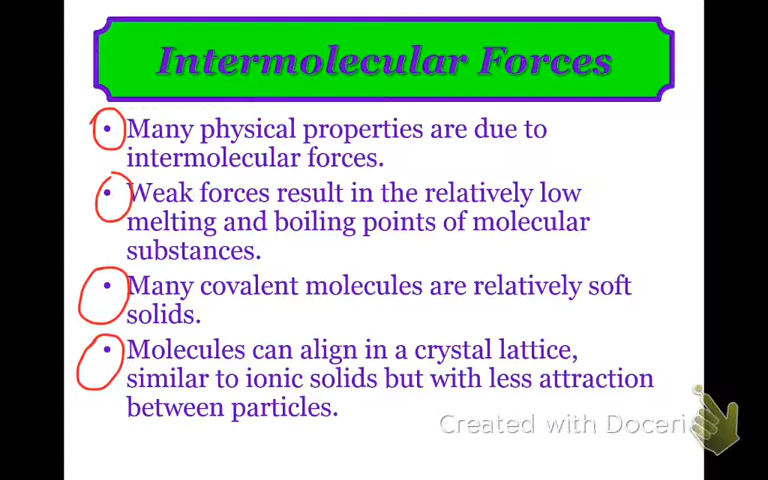 Intermolecular Forces
• Many physical properties are due to
intermolecular forces.
• Weak forces result in the relatively low
melting and boiling points of molecular
substances.
• Many covalent molecules are relatively soft
solids.
• Molecules can align in a crystal lattice,
similar to ionic solids but with less attraction
between particles.
Created with Doceri